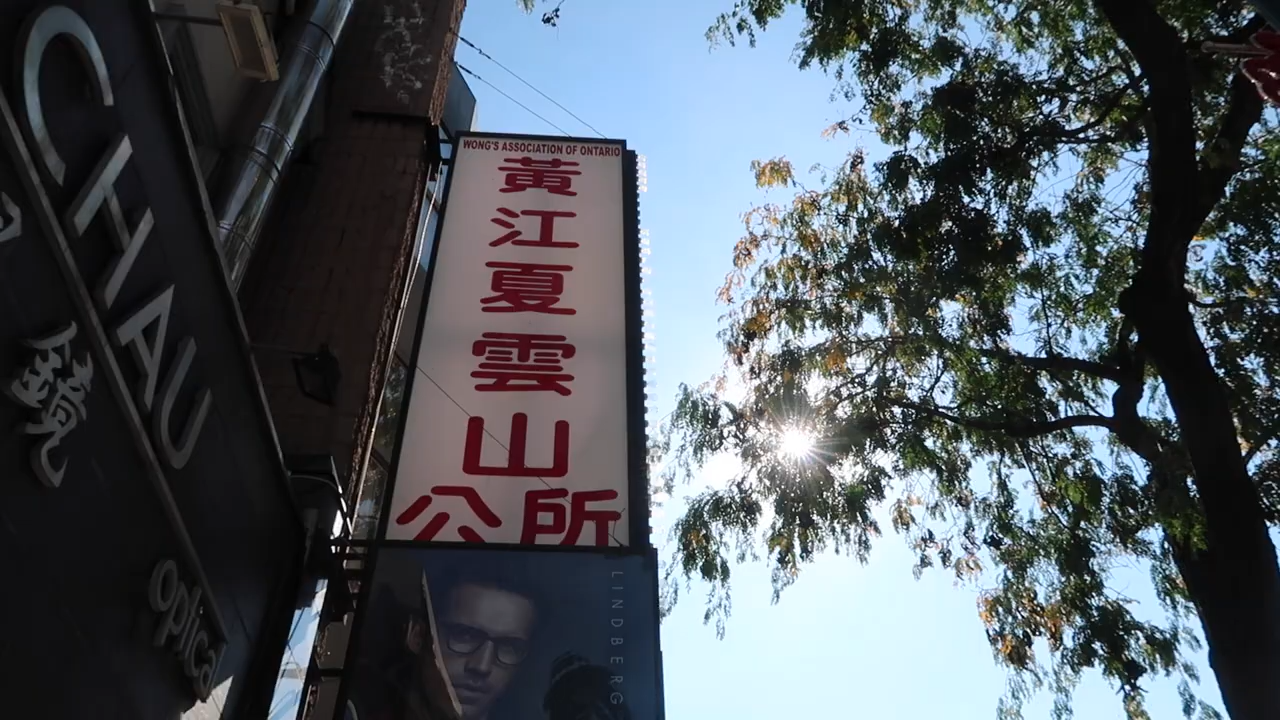 WONG'S ASSOCIATION OF ONTARIO
黃
江
夏
雲
山
公所
CHAU
optical
LINDBERG